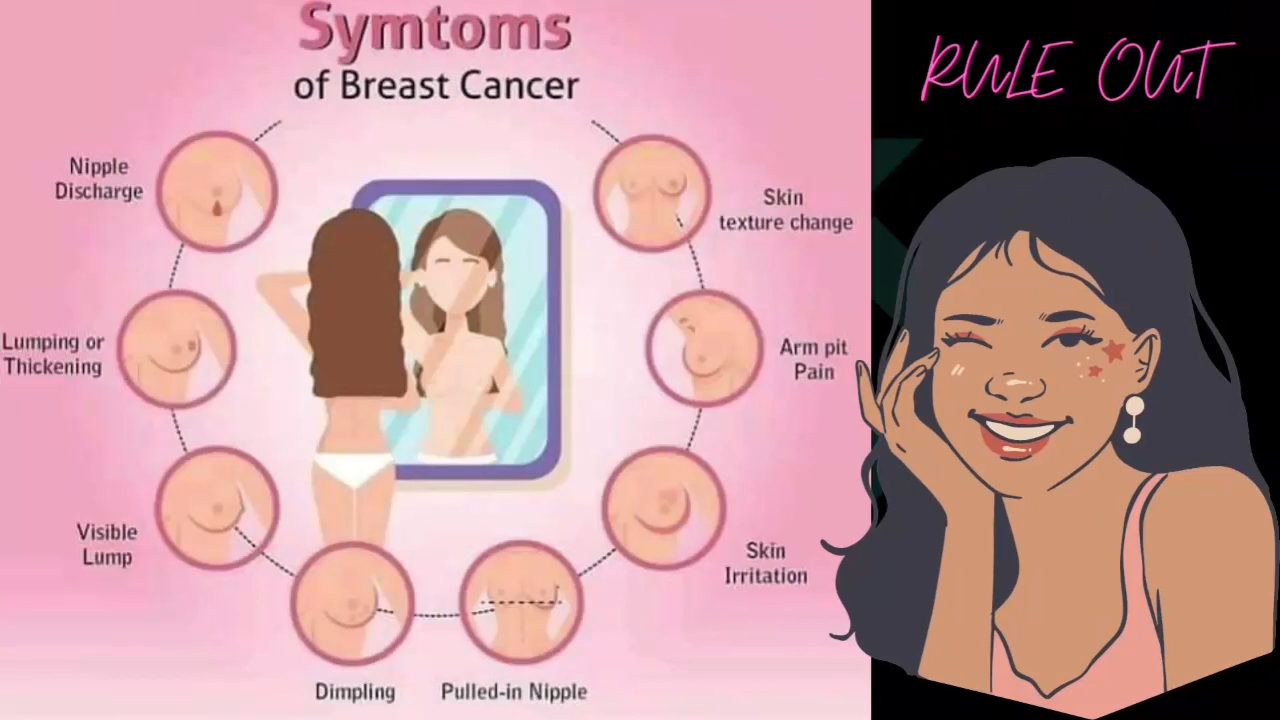 Symtoms
of Breast Cancer
RULE OUT
Nipple
Discharge
Skin
texture change
Lumping or
Thickening
Arm pit
Pain
Visible
Lump
Skin
Irritation
Dimpling
Pulled-in Nipple